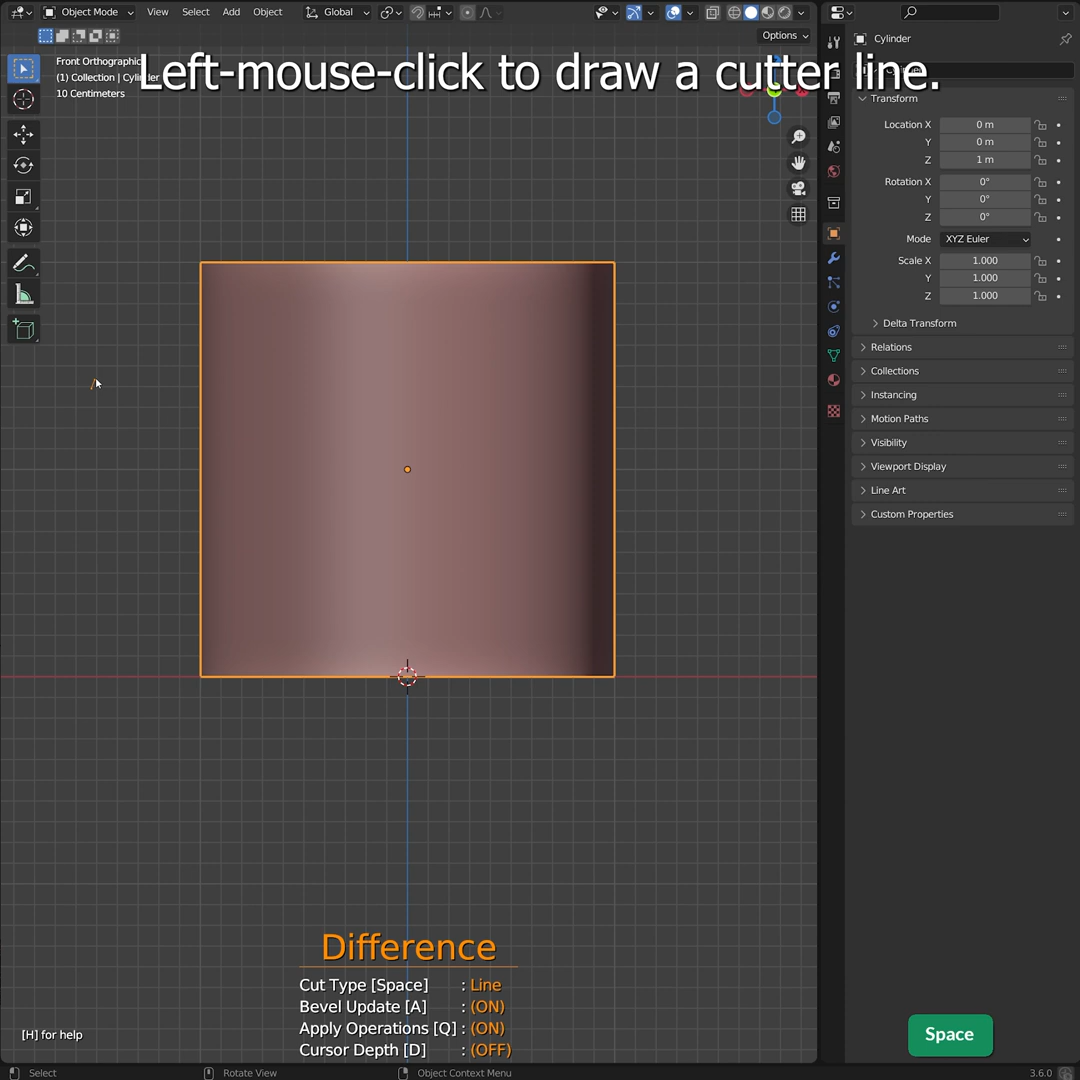 Object Mode View Select Add Object Global
Options
Front Orthographic
(1) Collection | Cylinder
10 Centimeters
Left-mouse-click to draw a cutter line.
Cylinder
Transform
Location X 0 m
Y 0 m
Z 1 m
Rotation X 0°
Y 0°
Z 0°
Mode XYZ Euler
Scale X 1.000
Y 1.000
Z 1.000
Delta Transform
Relations
Collections
Instancing
Motion Paths
Visibility
Viewport Display
Line Art
Custom Properties
Difference
Cut Type [Space] : Line
Bevel Update [A] : (ON)
Apply Operations [Q] : (ON)
Cursor Depth [D] : (OFF)
[H] for help
Space
Select Rotate View Object Context Menu 3.6.0